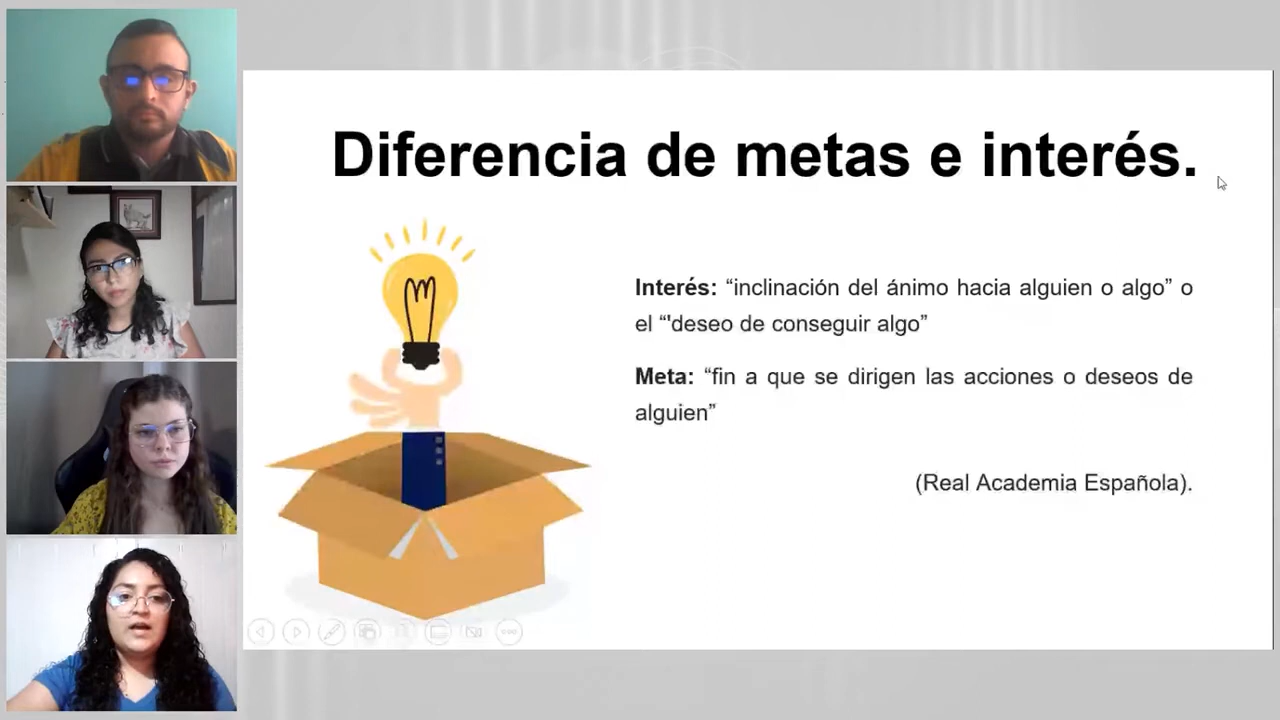 Diferencia de metas e interés.
Interés: “inclinación del ánimo hacia alguien o algo” o
el “'deseo de conseguir algo”
Meta: “fin a que se dirigen las acciones o deseos de
alguien”
(Real Academia Española).